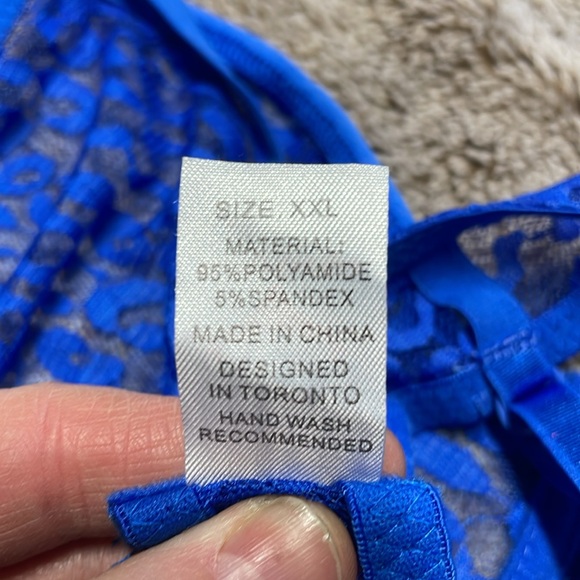 SIZE: XXL
MATERIAL:
95%POLYAMIDE
5%SPANDEX
MADE IN CHINA
DESIGNED
IN TORONTO
HAND WASH
RECOMMENDED